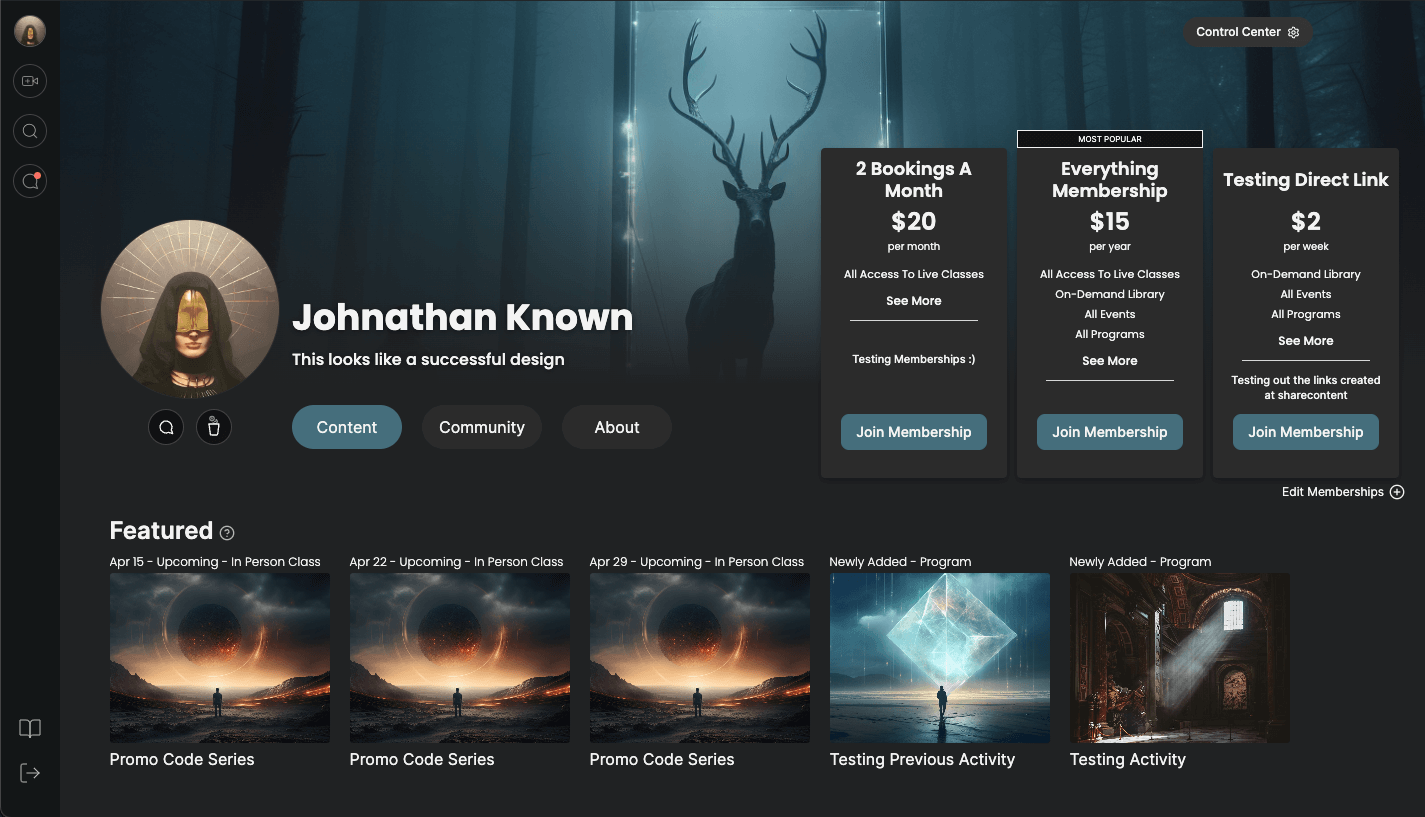 Control Center
MOST POPULAR
2 Bookings A
Month
$20
per month
All Access To Live Classes
See More
Testing Memberships :)
Join Membership
Everything
Membership
$15
per year
All Access To Live Classes
On-Demand Library
All Events
All Programs
See More
Join Membership
Testing Direct Link
$2
per week
On-Demand Library
All Events
All Programs
See More
Testing out the links created
at sharecontent
Join Membership
Edit Memberships
Johnathan Known
This looks like a successful design
Content
Community
About
Featured ?
Apr 15 - Upcoming - In Person Class
Promo Code Series
Apr 22 - Upcoming - In Person Class
Promo Code Series
Apr 29 - Upcoming - In Person Class
Promo Code Series
Newly Added - Program
Testing Previous Activity
Newly Added - Program
Testing Activity